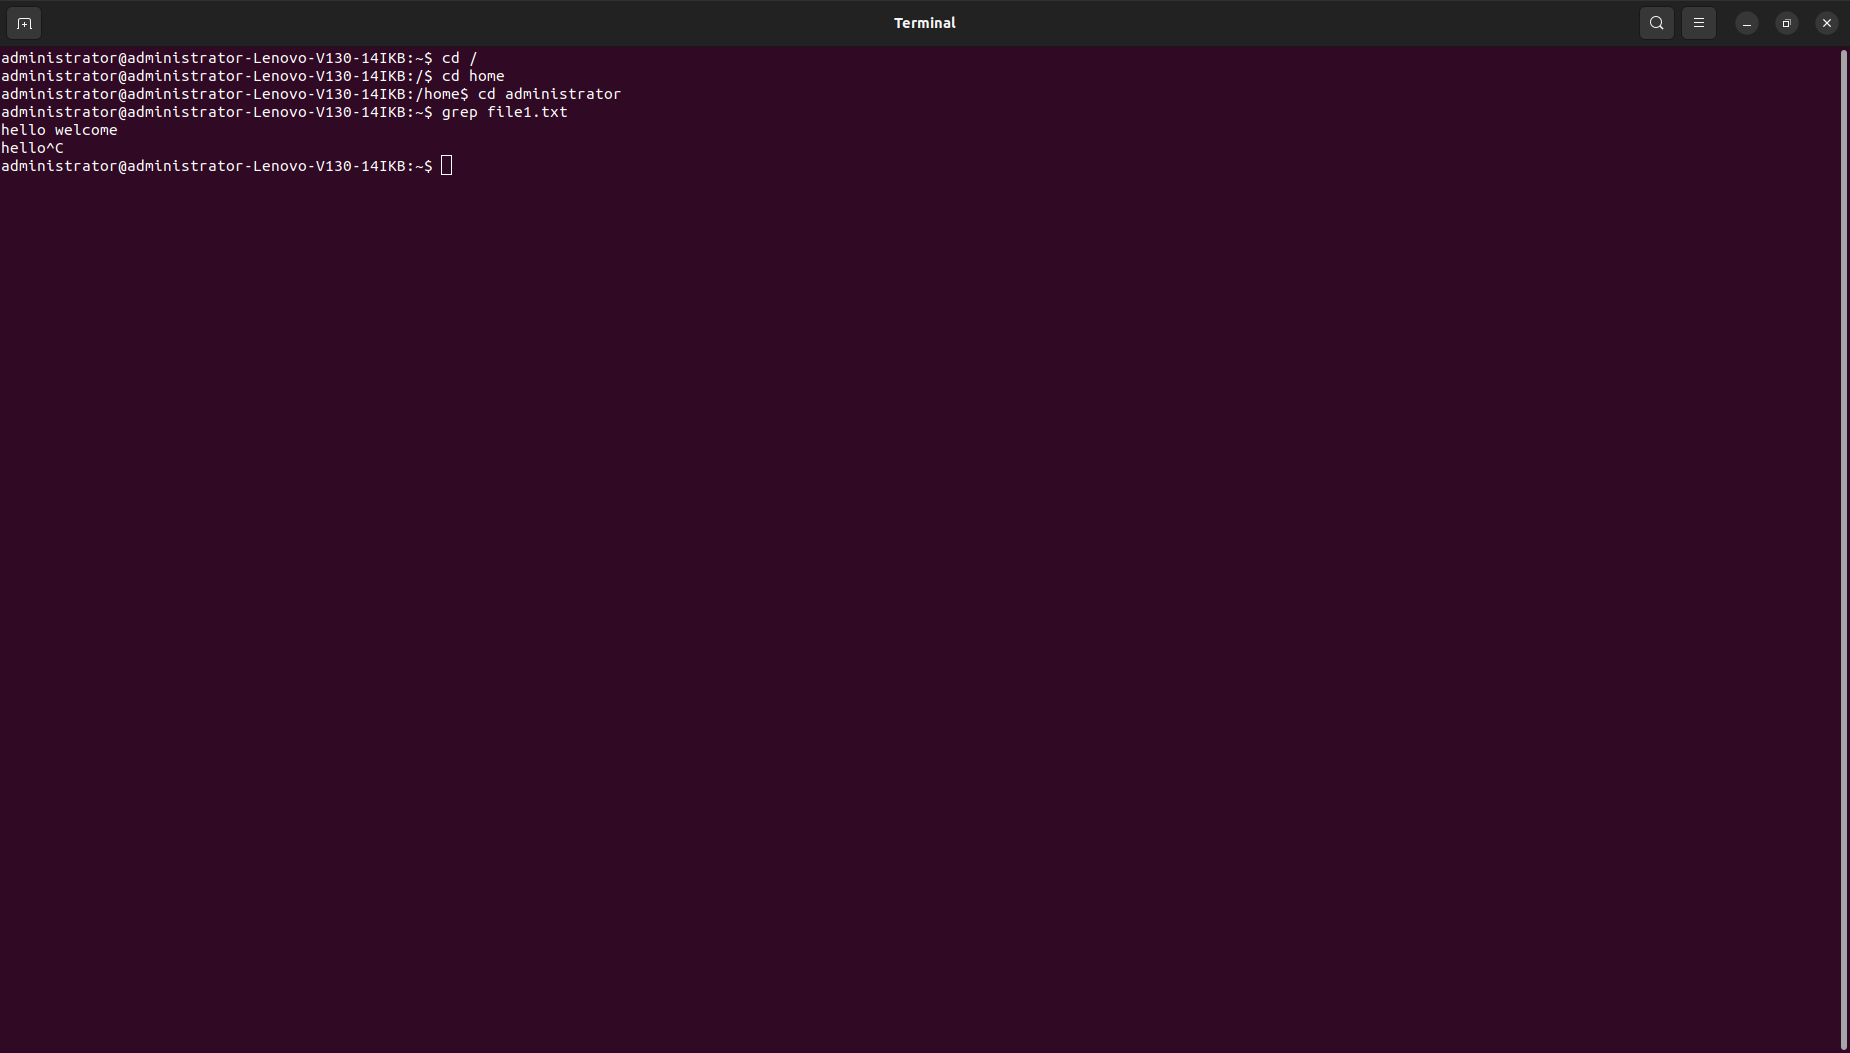 Terminal
administrator@administrator-Lenovo-V130-14IKB:~$ cd /
administrator@administrator-Lenovo-V130-14IKB:/$ cd home
administrator@administrator-Lenovo-V130-14IKB:/home$ cd administrator
administrator@administrator-Lenovo-V130-14IKB:~$ grep file1.txt
hello welcome
hello^C
administrator@administrator-Lenovo-V130-14IKB:~$